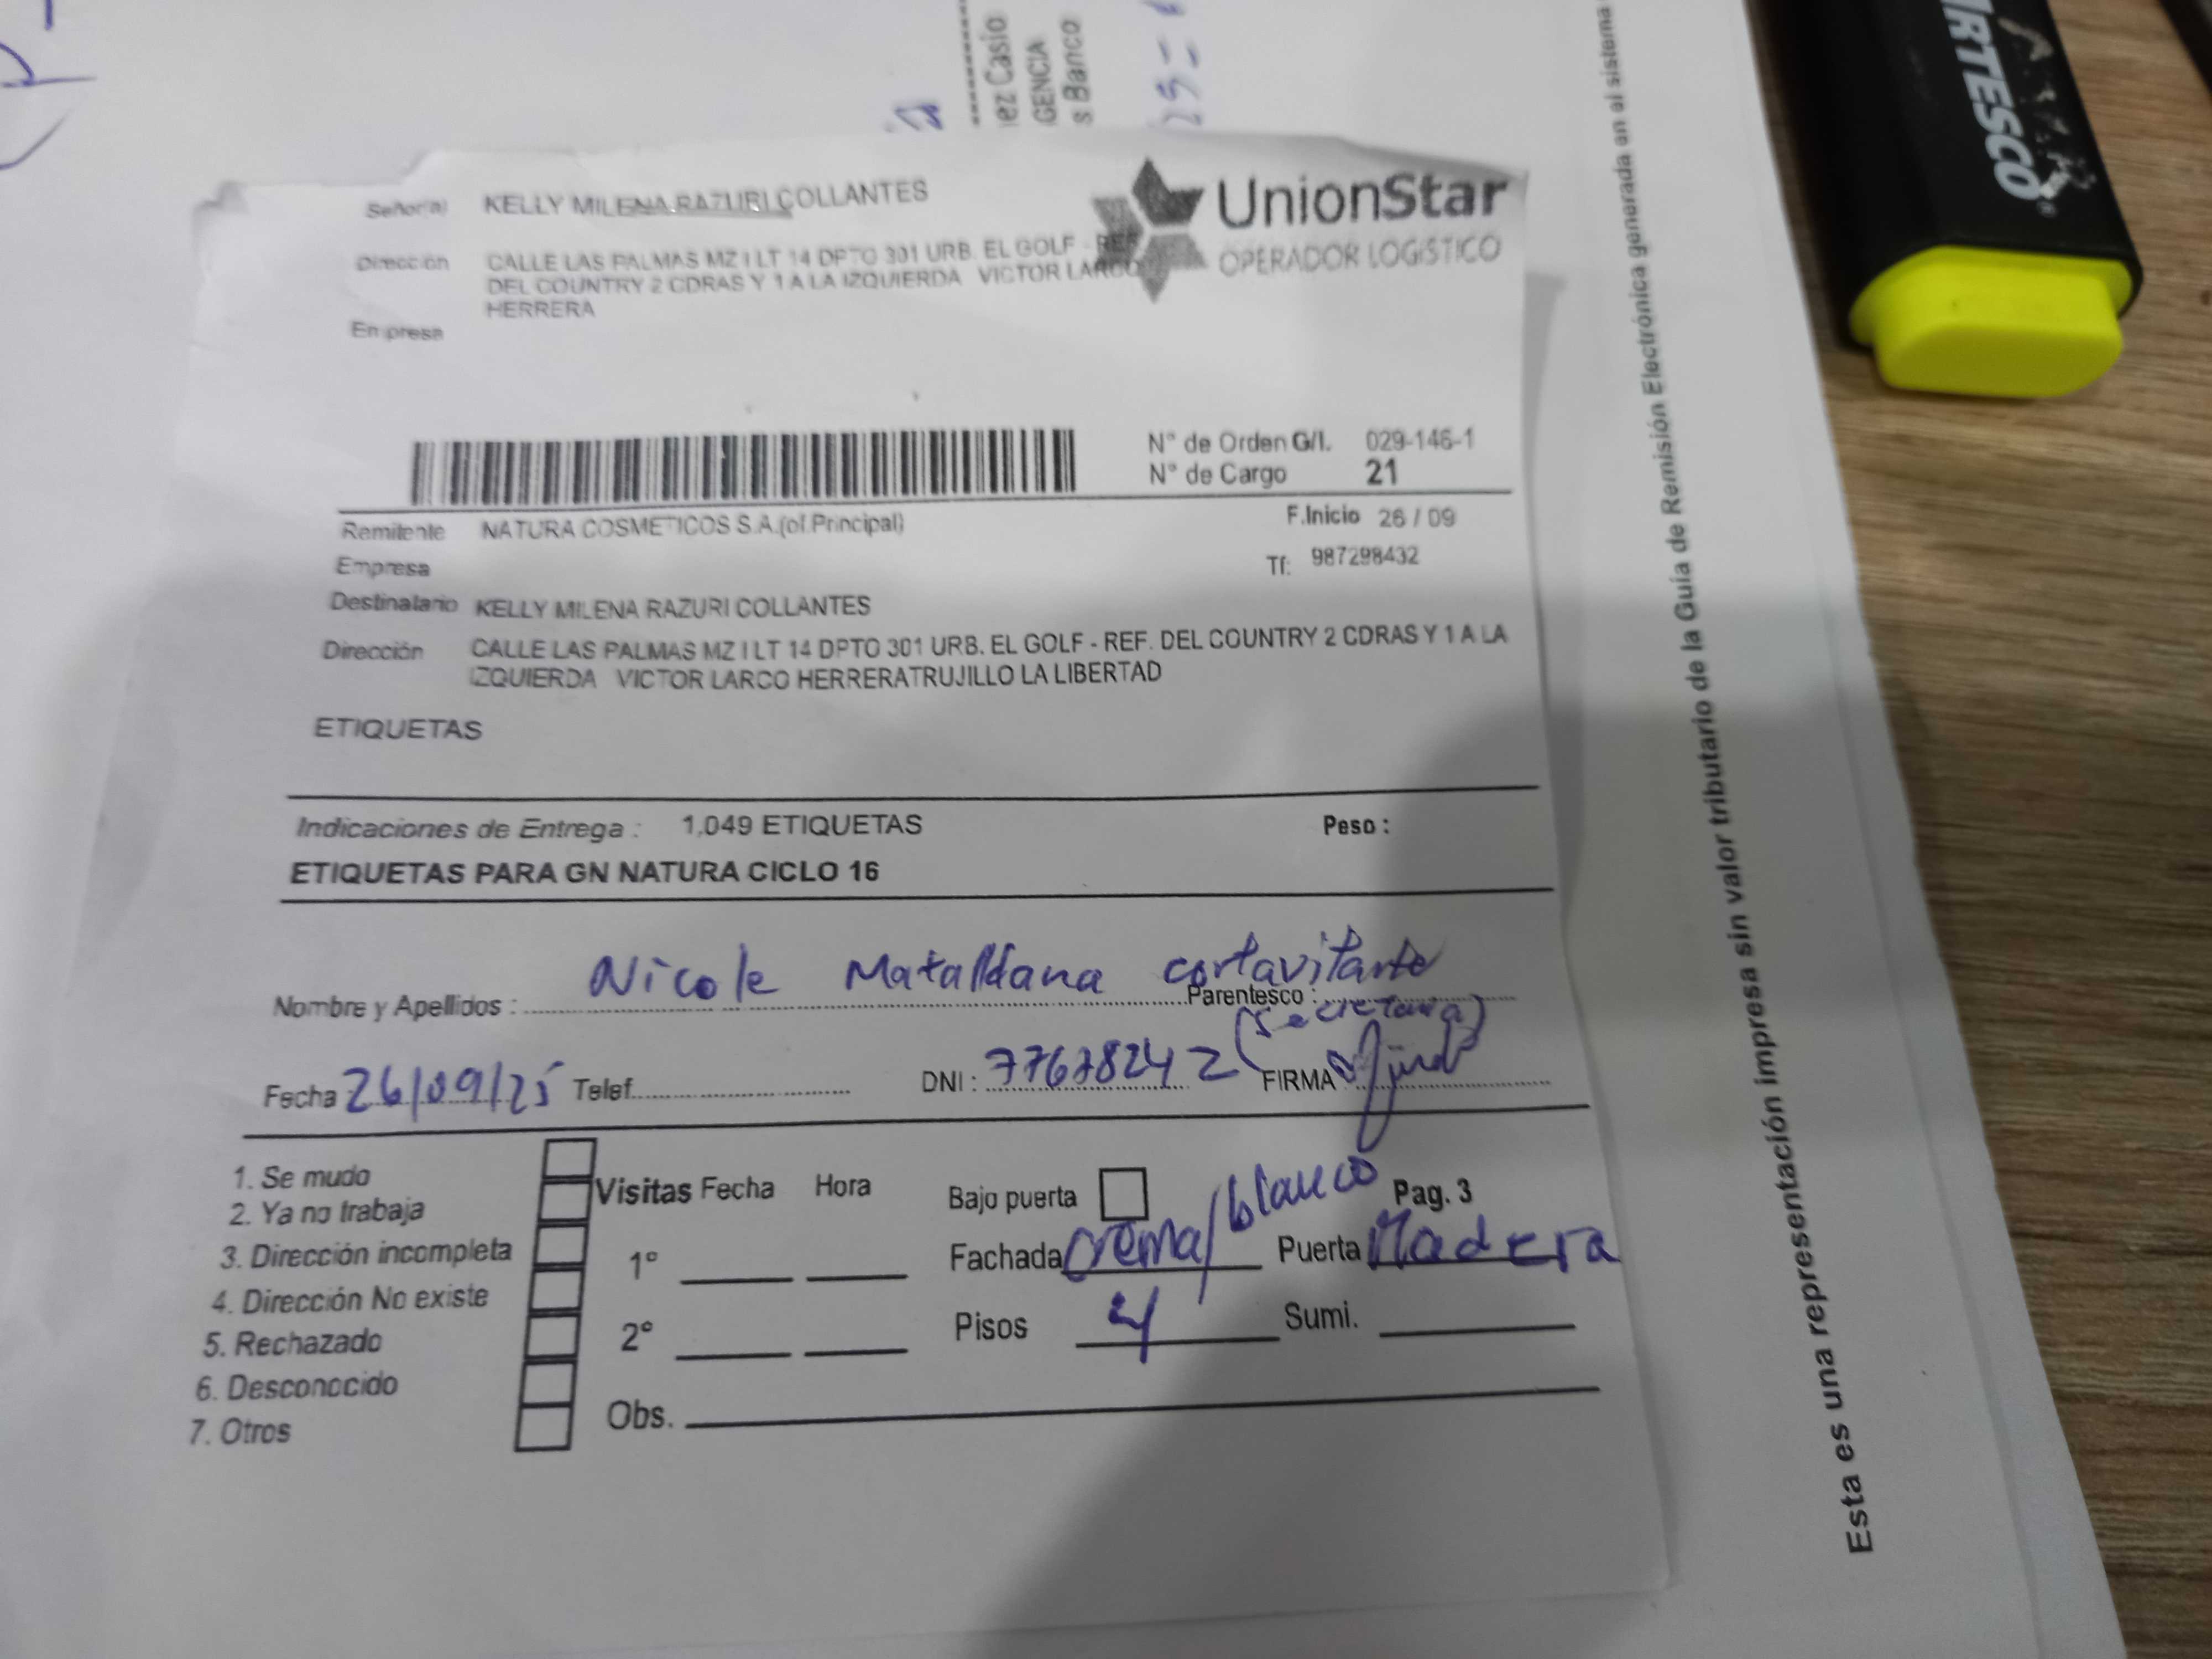 ez Casio
GENCIA
s Banco
ARTESCO
Señor(a) KELLY MILENA RAZURI COLLANTES
UnionStar
OPERADOR LOGISTICO
Dirección CALLE LAS PALMAS MZ I LT 14 DPTO 301 URB. EL GOLF - REF.
DEL COUNTRY 2 CDRAS Y 1 A LA IZQUIERDA VICTOR LARCO
HERRERA
Empresa
N° de Orden G/I. 029-146-1
N° de Cargo 21
Remitente NATURA COSMETICOS S.A.(of.Principal)
F.Inicio 26 / 09
Empresa
Tf: 987298432
Destinatario KELLY MILENA RAZURI COLLANTES
Dirección CALLE LAS PALMAS MZ I LT 14 DPTO 301 URB. EL GOLF - REF. DEL COUNTRY 2 CDRAS Y 1 A LA
IZQUIERDA VICTOR LARCO HERRERATRUJILLO LA LIBERTAD
ETIQUETAS
Indicaciones de Entrega : 1,049 ETIQUETAS Peso :
ETIQUETAS PARA GN NATURA CICLO 16
Nombre y Apellidos : Nicole Parentesco :
(Secretaria)
Fecha 26/09/25 Telef. DNI : 77678242 FIRMA
1. Se mudo
2. Ya no trabaja
3. Dirección incompleta
4. Dirección No existe
5. Rechazado
6. Desconocido
7. Otros
Visitas Fecha Hora
1°
2°
Obs.
Bajo puerta Pag. 3
Fachada crema/blanco Puerta Madera
Pisos 4 Sumi.
Esta es una representación impresa sin valor tributario de la Guía de Remisión Electrónica generada en el sistema